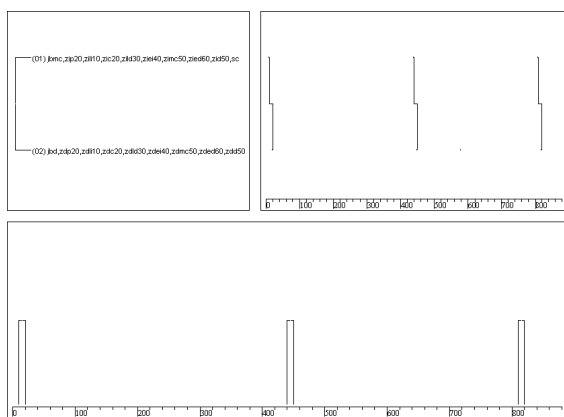 (01) jbmc,zip20,zili10,zic20,zild30,ziei40,zimc50,zied60,zid50,sc
(02) jbd,zdp20,zdli10,zdc20,zdld30,zdei40,zdmc50,zded60,zdd50
0 100 200 300 400 500 600 700 800
0 100 200 300 400 500 600 700 800